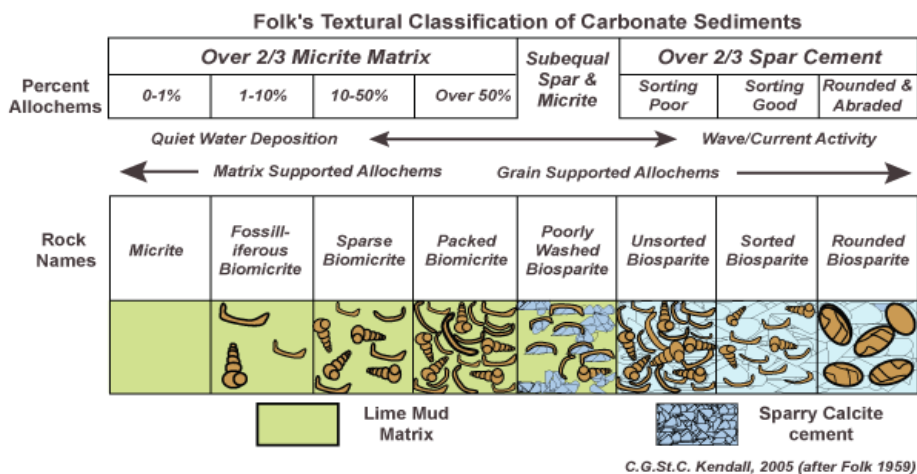 Folk's Textural Classification of Carbonate Sediments
Over 2/3 Micrite Matrix
Subequal
Spar &
Micrite
Over 2/3 Spar Cement
Percent
Allochems
0-1%
1-10%
10-50%
Over 50%
Sorting
Poor
Sorting
Good
Rounded &
Abraded
Quiet Water Deposition
Wave/Current Activity
Matrix Supported Allochems
Grain Supported Allochems
Rock
Names
Micrite
Fossill-
iferous
Biomicrite
Sparse
Biomicrite
Packed
Biomicrite
Poorly
Washed
Biosparite
Unsorted
Biosparite
Sorted
Biosparite
Rounded
Biosparite
Lime Mud
Matrix
Sparry Calcite
cement
C.G.St.C. Kendall, 2005 (after Folk 1959)